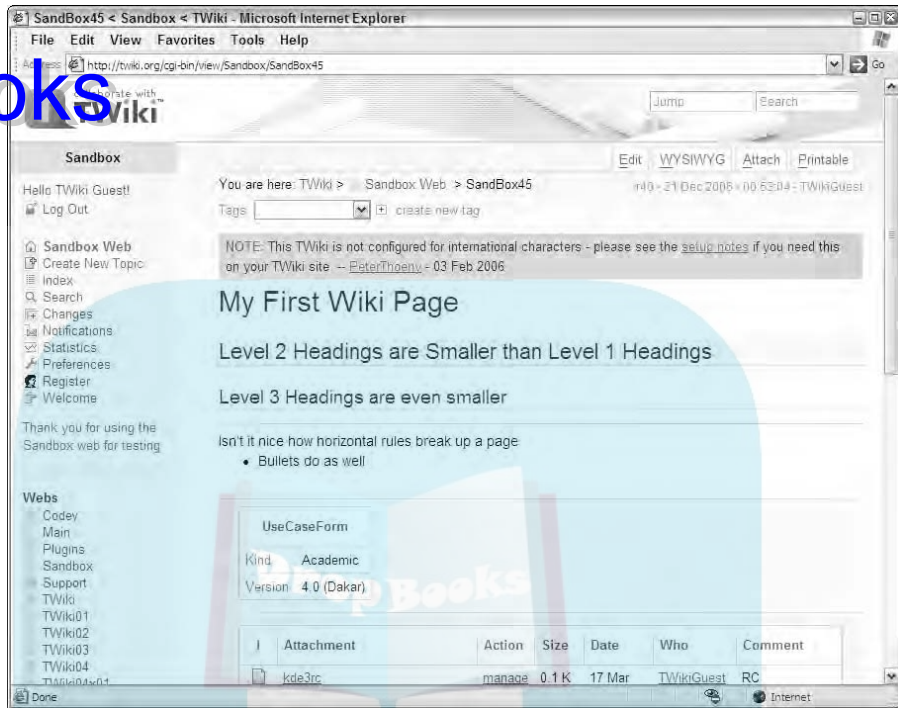 SandBox45 < Sandbox < TWiki - Microsoft Internet Explorer
File Edit View Favorites Tools Help
Address http://twiki.org/cgi-bin/view/Sandbox/SandBox45 Go
oks
collaborate with
TWiki™
Jump Search
Sandbox
Edit WYSIWYG Attach Printable
Hello TWiki Guest!
Log Out
You are here: TWiki > Sandbox Web > SandBox45
TWikiGuest
Tags create new tag
NOTE: This TWiki is not configured for international characters - please see the setup notes if you need this
on your TWiki site -- PeterThoeny - 03 Feb 2006
Sandbox Web
Create New Topic
Index
Search
Changes
Notifications
Statistics
Preferences
Register
Welcome
Thank you for using the
Sandbox web for testing
Webs
Codev
Main
Plugins
Sandbox
Support
TWiki
TWiki01
TWiki02
TWiki03
TWiki04
TWiki04x01
My First Wiki Page
Level 2 Headings are Smaller than Level 1 Headings
Level 3 Headings are even smaller
Isn't it nice how horizontal rules break up a page
• Bullets do as well
UseCaseForm
Kind Academic
Version 4.0 (Dakar)
DropBooks
I Attachment Action Size Date Who Comment
kde3rc manage 0.1 K 17 Mar TWikiGuest RC
Done Internet